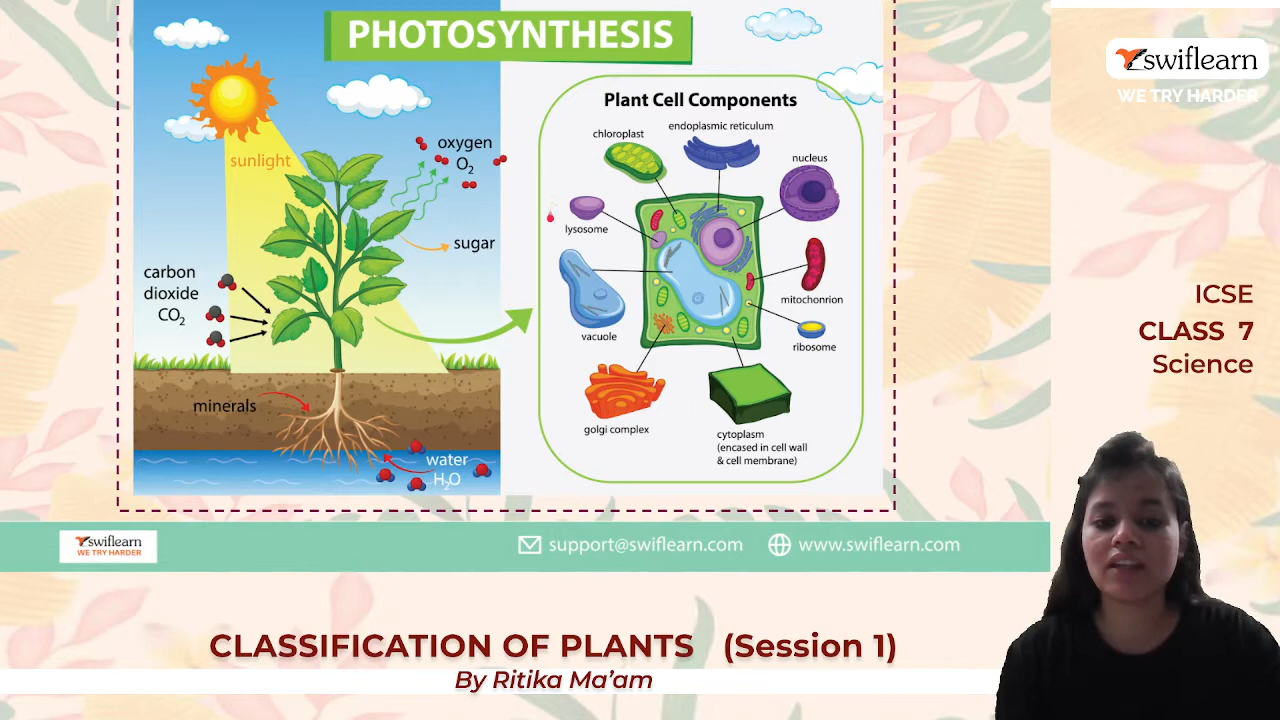 PHOTOSYNTHESIS
sunlight
oxygen
O2
sugar
carbon
dioxide
CO2
minerals
water
H2O
Plant Cell Components
chloroplast
endoplasmic reticulum
nucleus
lysosome
mitochonrion
vacuole
ribosome
golgi complex
cytoplasm
(encased in cell wall
& cell membrane)
swiflearn
WE TRY HARDER
ICSE
CLASS 7
Science
swiflearn
WE TRY HARDER
support@swiflearn.com
www.swiflearn.com
CLASSIFICATION OF PLANTS (Session 1)
By Ritika Ma'am